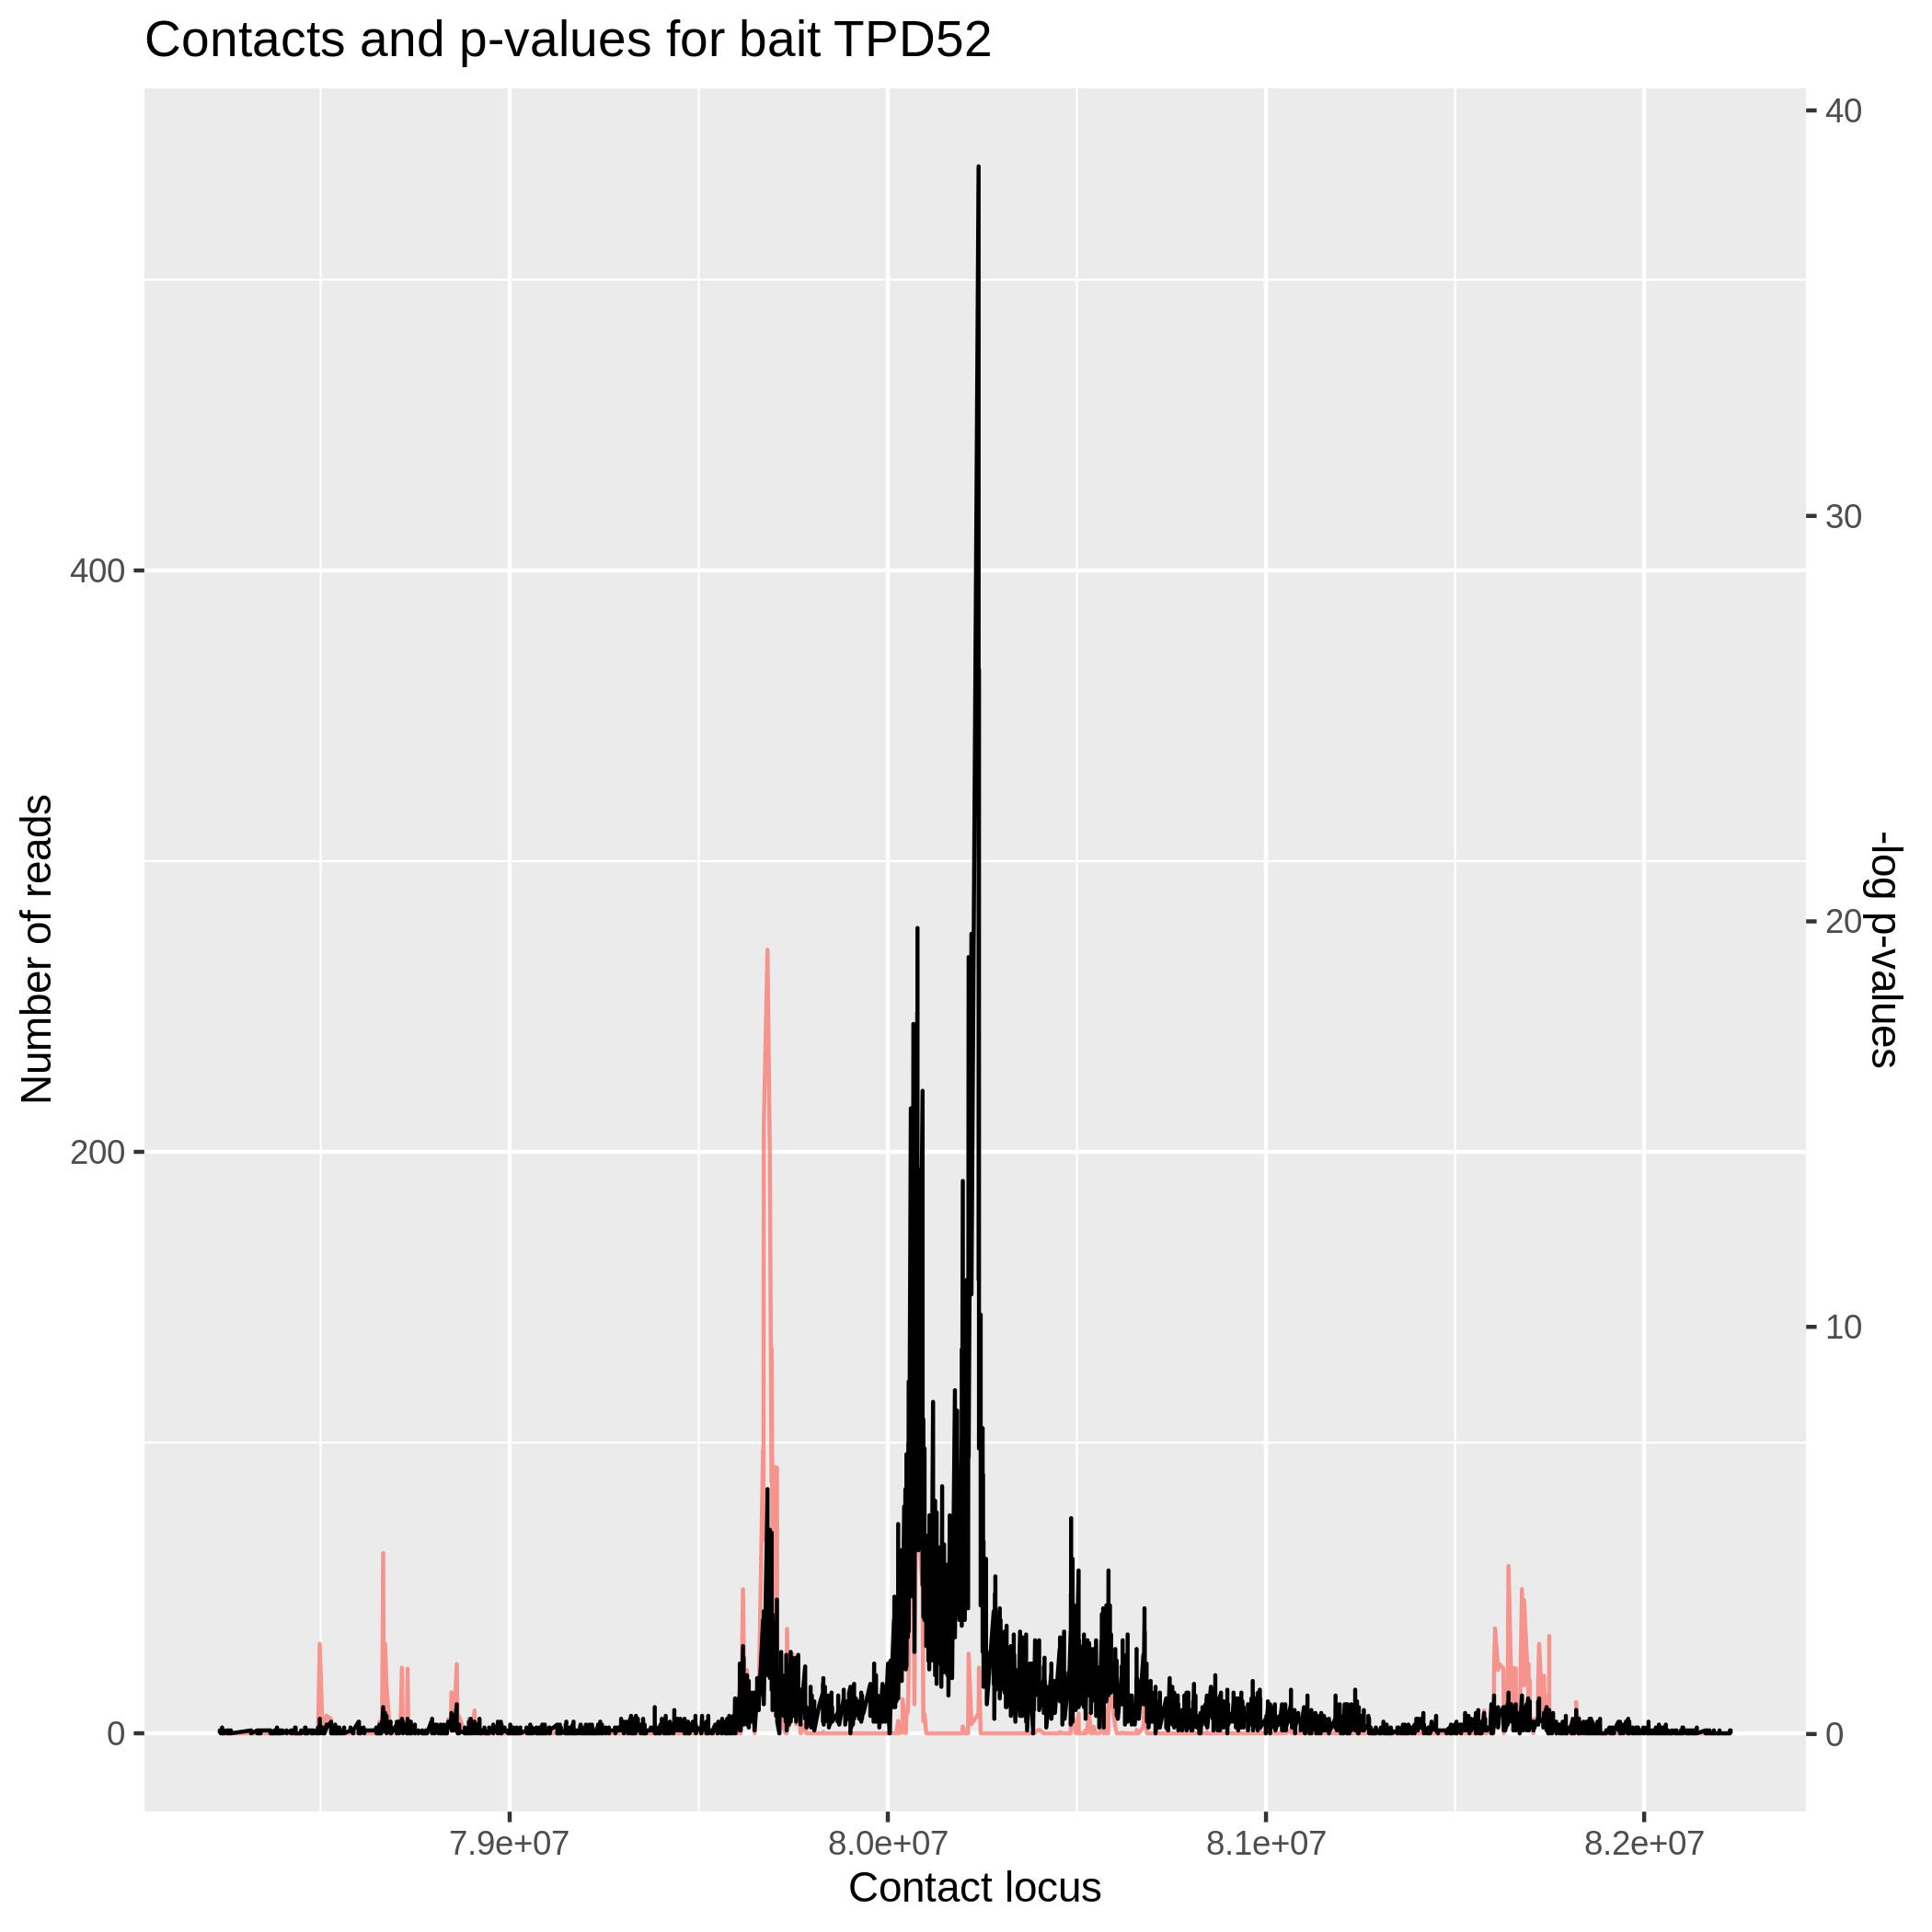 Contacts and p-values for bait TPD52
Number of reads
400
200
0
40
30
20
10
0
-log p-values
7.9e+07
8.0e+07
8.1e+07
8.2e+07
Contact locus